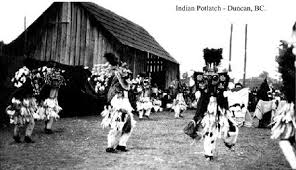 Indian Potlatch - Duncan, BC.